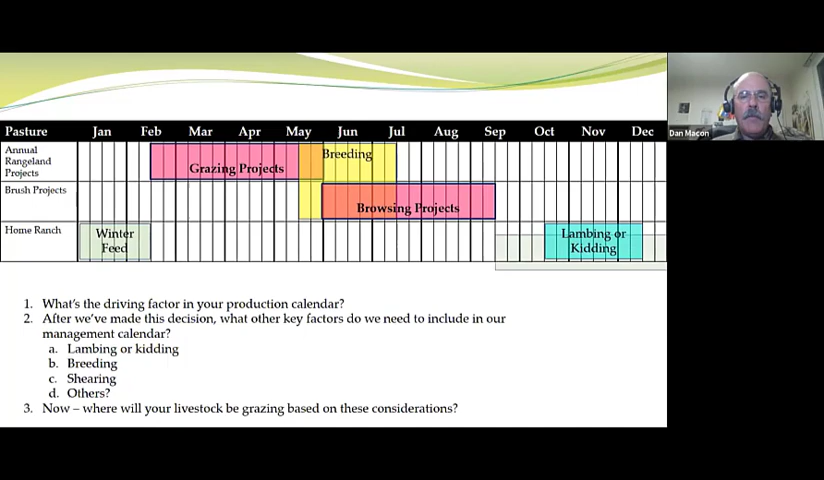 Pasture Jan Feb Mar Apr May Jun Jul Aug Sep Oct Nov Dec
Annual
Rangeland
Projects
Breeding
Grazing Projects
Brush Projects
Browsing Projects
Home Ranch
Winter
Feed
Lambing or
Kidding
1. What's the driving factor in your production calendar?
2. After we've made this decision, what other key factors do we need to include in our
management calendar?
a. Lambing or kidding
b. Breeding
c. Shearing
d. Others?
3. Now – where will your livestock be grazing based on these considerations?
Dan Macon